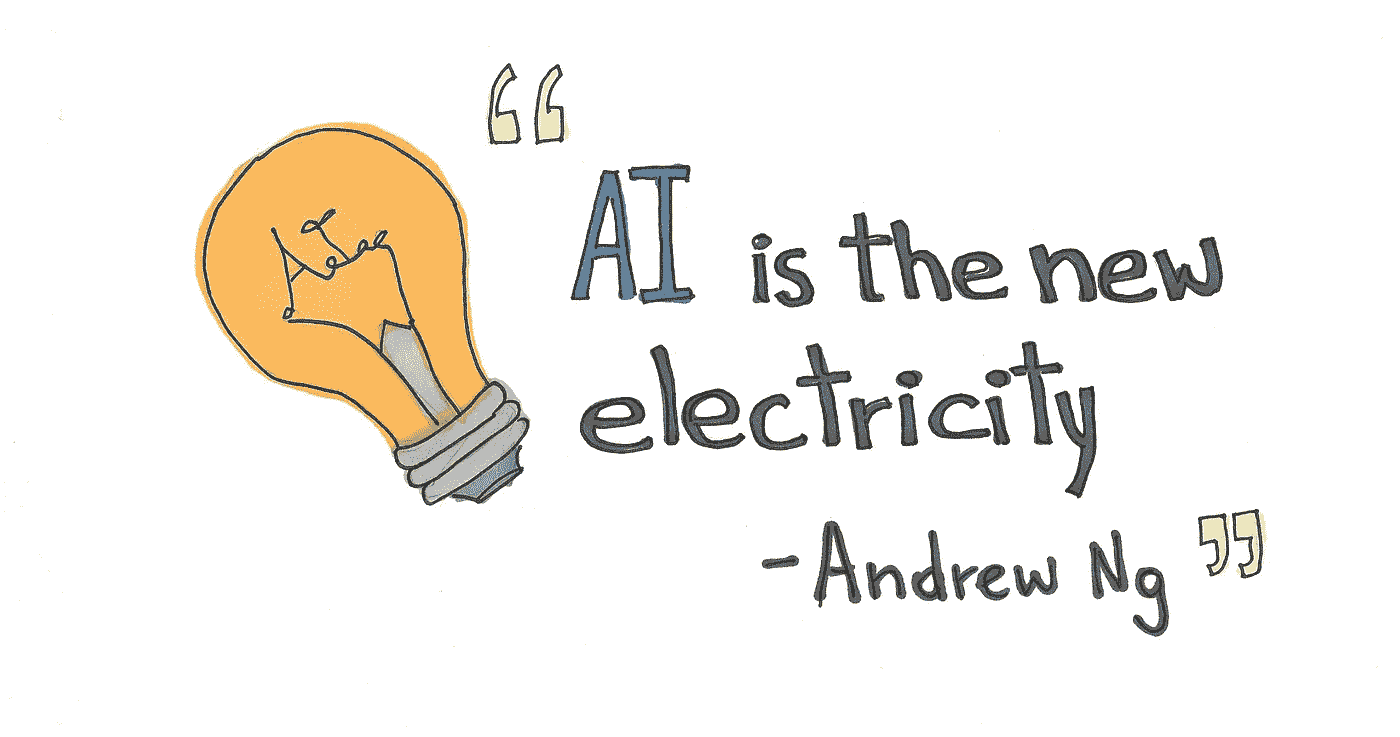 “
AI is the new
electricity
- Andrew Ng ”